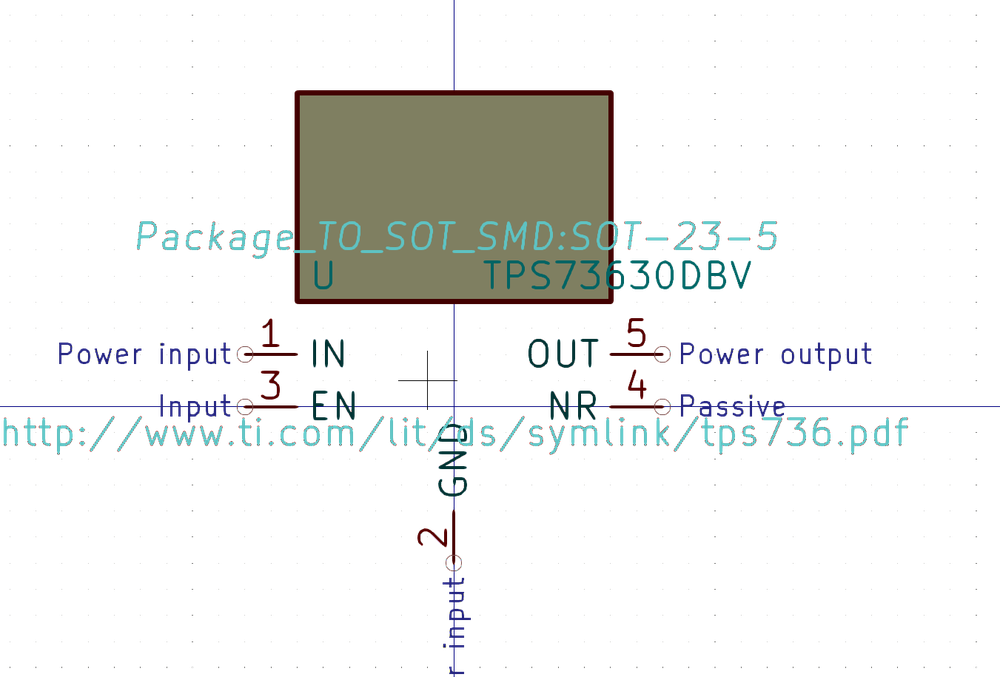 Package_TO_SOT_SMD:SOT-23-5
U TPS73630DBV
Power input 1 IN OUT 5 Power output
Input 3 EN NR 4 Passive
http://www.ti.com/lit/ds/symlink/tps736.pdf
GND
2
r input